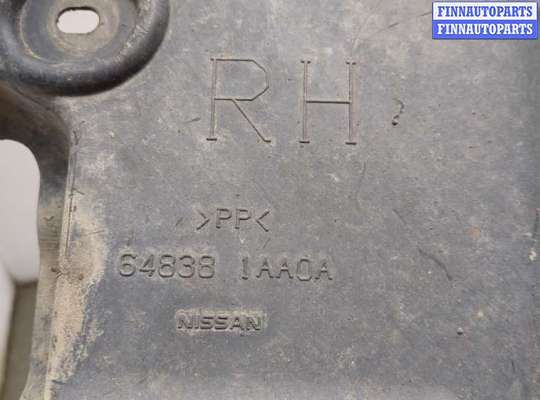 FINNAUTOPARTS
FINNAUTOPARTS
RH
>PP<
64838 1AA0A
NISSAN